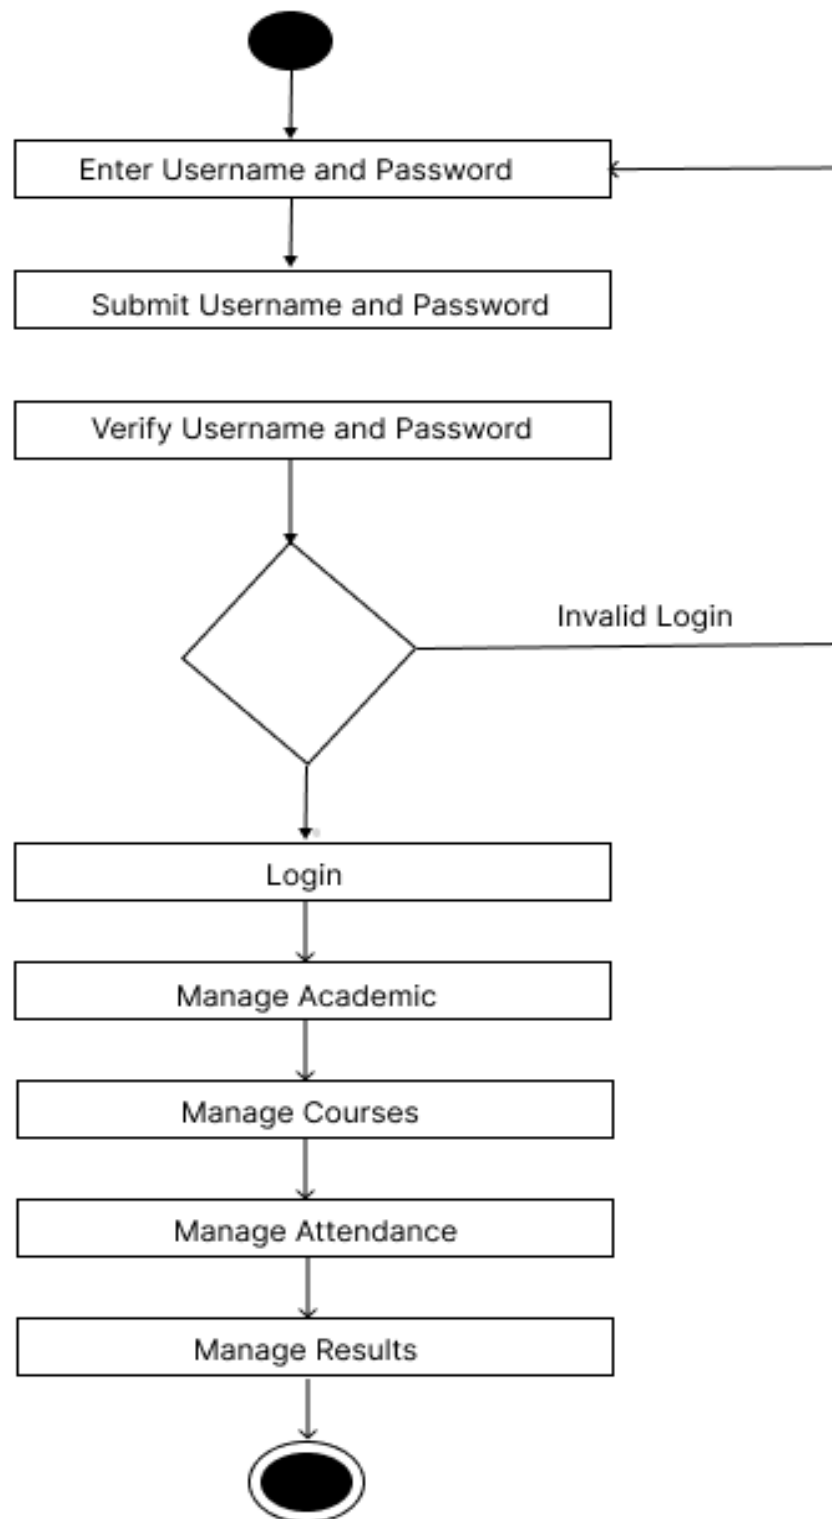 Enter Username and Password
Submit Username and Password
Verify Username and Password
Invalid Login
Login
Manage Academic
Manage Courses
Manage Attendance
Manage Results